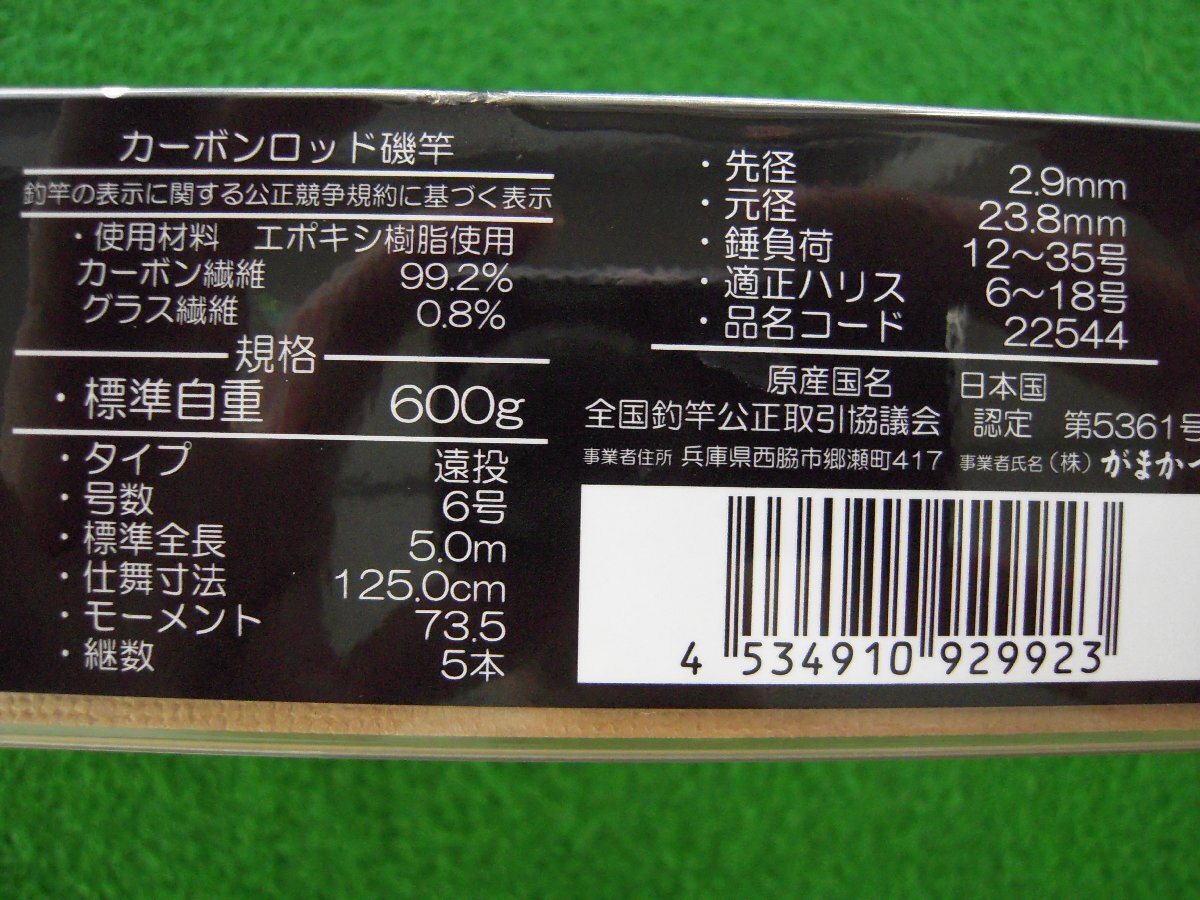 カーボンロッド磯竿
釣竿の表示に関する公正競争規約に基づく表示
・使用材料 エポキシ樹脂使用
カーボン繊維 99.2%
グラス繊維 0.8%
規格
・標準自重 600g
・タイプ 遠投
・号数 6号
・標準全長 5.0m
・仕舞寸法 125.0cm
・モーメント 73.5
・継数 5本
・先径 2.9mm
・元径 23.8mm
・錘負荷 12～35号
・適正ハリス 6～18号
・品名コード 22544
原産国名 日本国
全国釣竿公正取引協議会 認定 第5361号
事業者住所 兵庫県西脇市郷瀬町417 事業者氏名(株)がまかつ
4 534910 929923